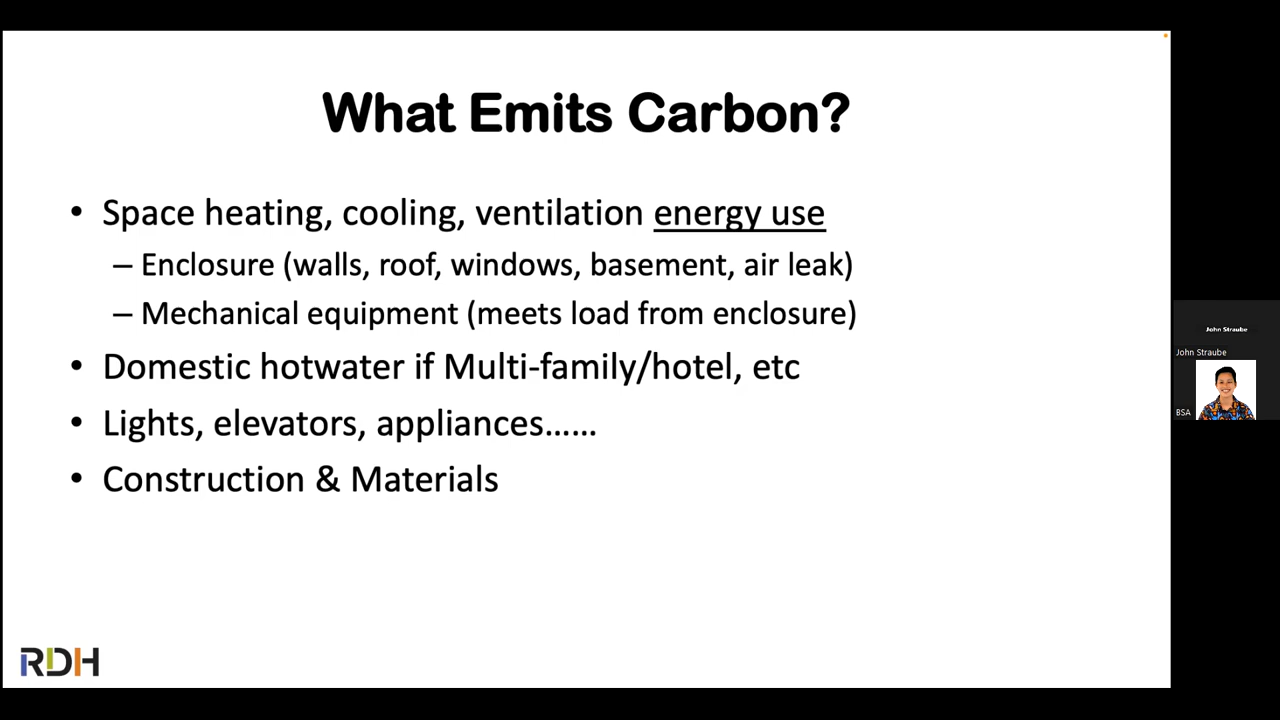 What Emits Carbon?
• Space heating, cooling, ventilation energy use
– Enclosure (walls, roof, windows, basement, air leak)
– Mechanical equipment (meets load from enclosure)
• Domestic hotwater if Multi-family/hotel, etc
• Lights, elevators, appliances……
• Construction & Materials
RDH
John Straube
John Straube
BSA